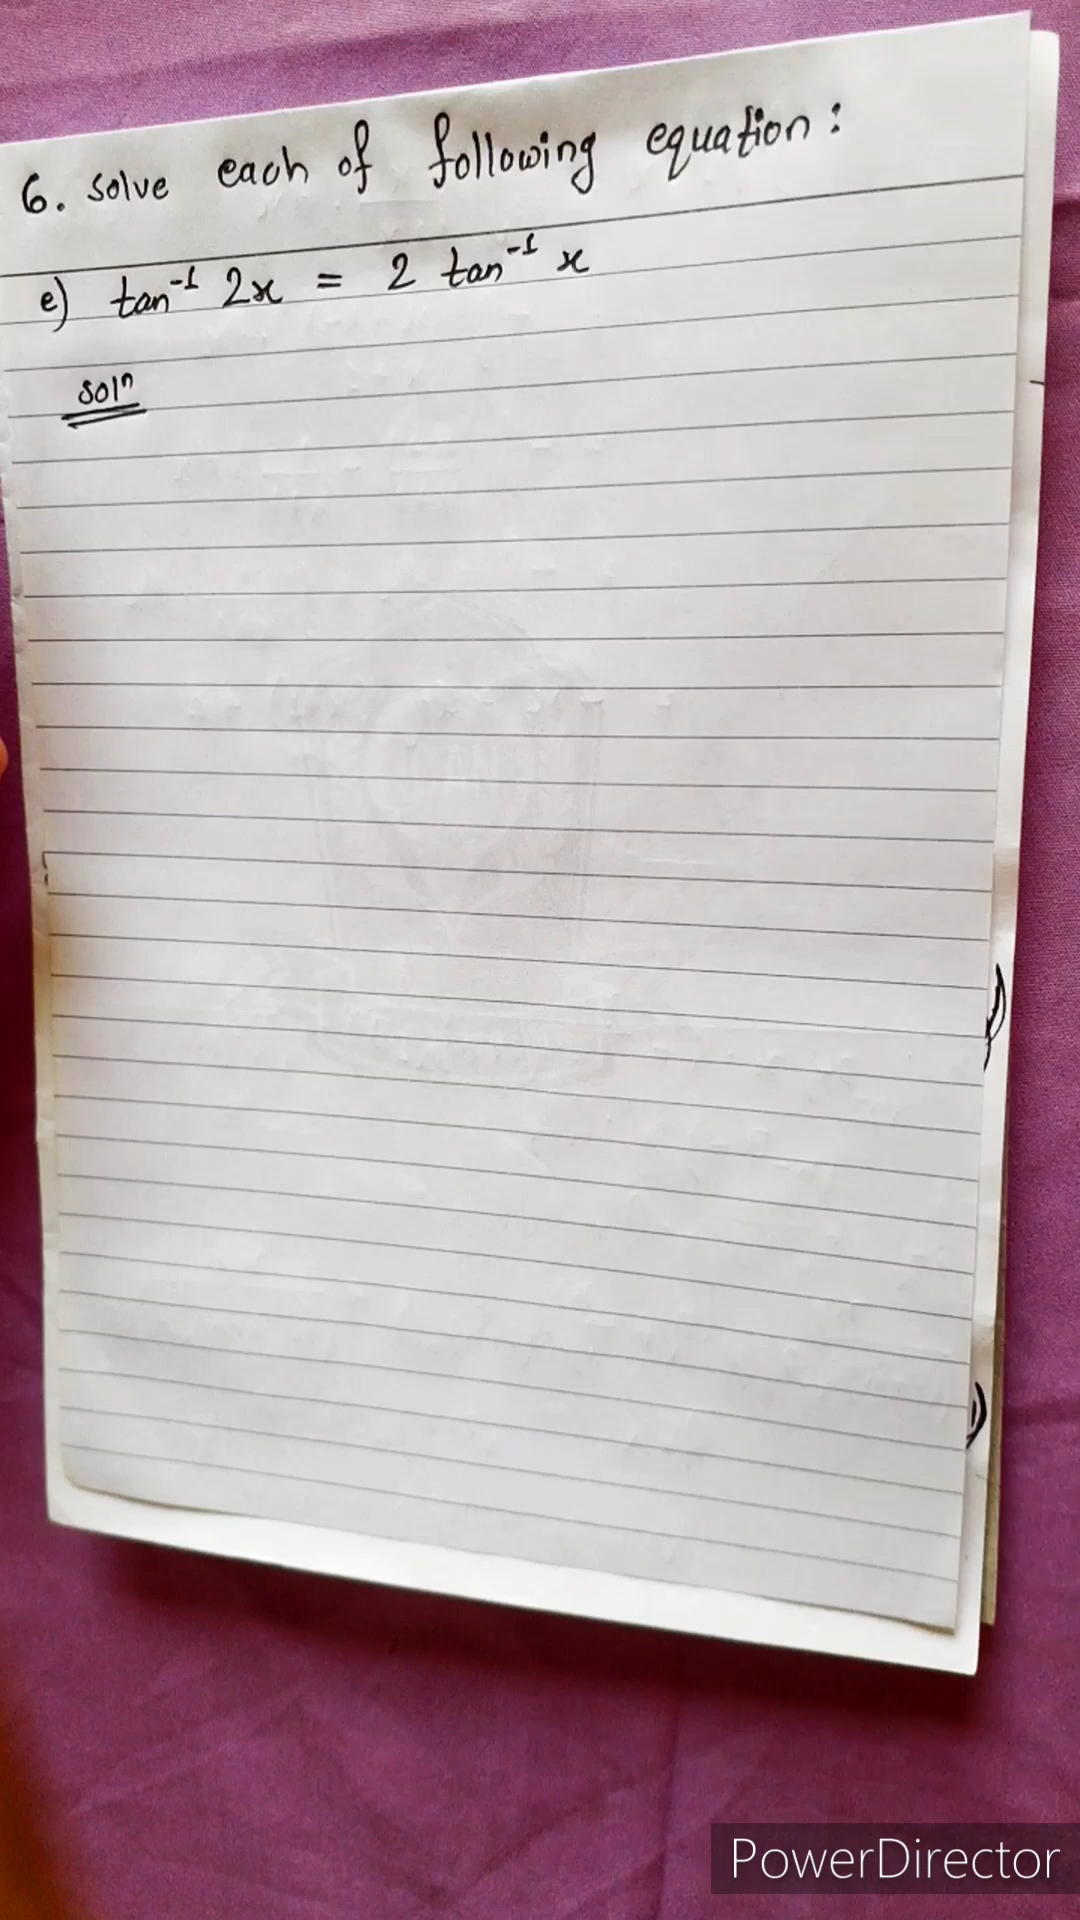 6. solve each of following equation:
e) tan⁻¹ 2x = 2 tan⁻¹ x
solⁿ
PowerDirector